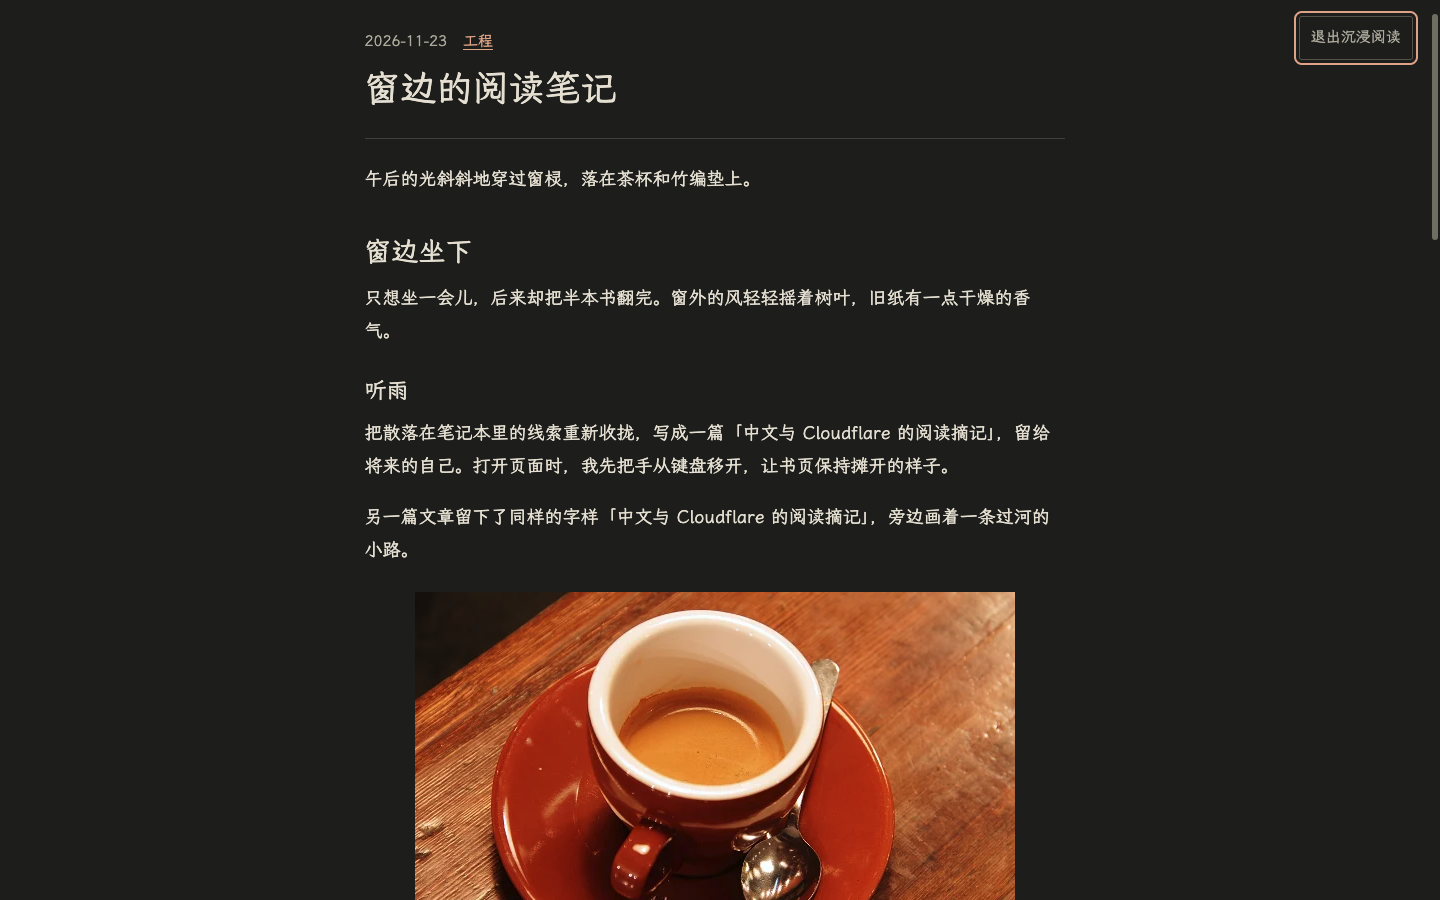 2026-11-23 工程
退出沉浸阅读
窗边的阅读笔记
午后的光斜斜地穿过窗棂，落在茶杯和竹编垫上。
窗边坐下
只想坐一会儿，后来却把半本书翻完。窗外的风轻轻摇着树叶，旧纸有一点干燥的香
气。
听雨
把散落在笔记本里的线索重新收拢，写成一篇「中文与 Cloudflare 的阅读摘记」，留给
将来的自己。打开页面时，我先把手从键盘移开，让书页保持摊开的样子。
另一篇文章留下了同样的字样「中文与 Cloudflare 的阅读摘记」，旁边画着一条过河的
小路。